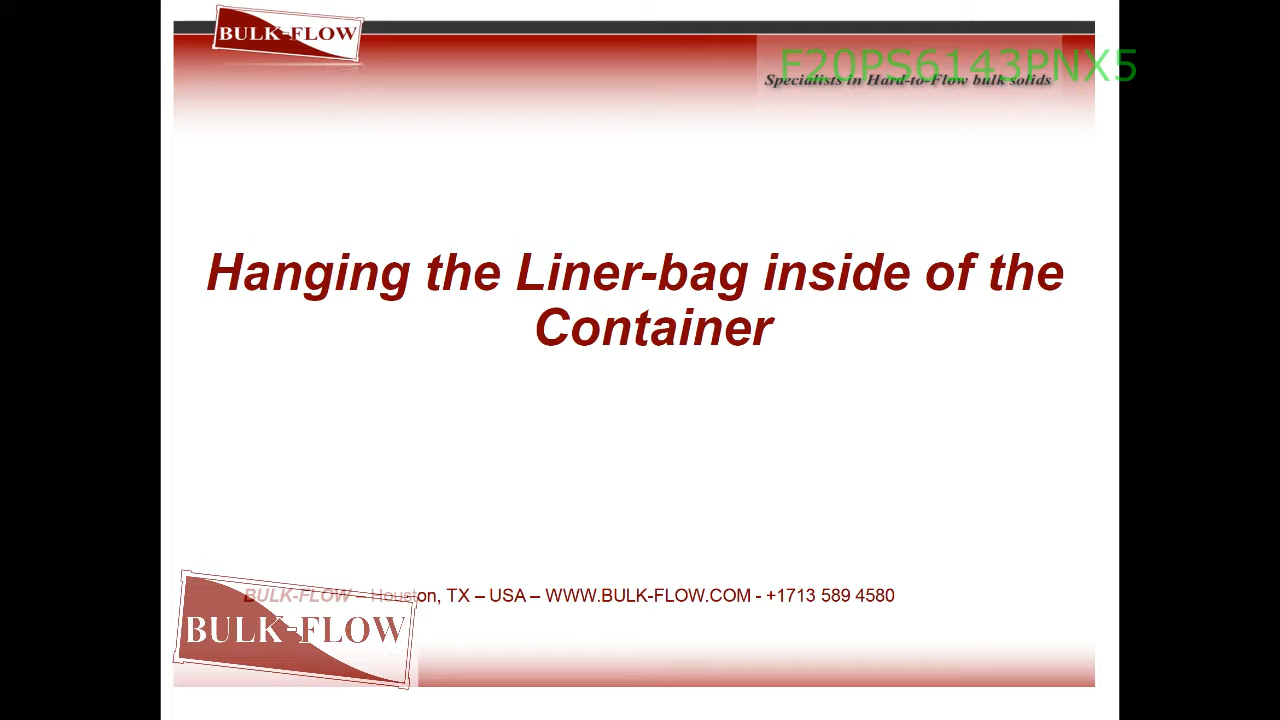 BULK-FLOW
F20PS6143PNX5
Specialists in Hard-to-Flow bulk solids
Hanging the Liner-bag inside of the
Container
BULK-FLOW – Houston, TX – USA – WWW.BULK-FLOW.COM - +1713 589 4580
BULK-FLOW